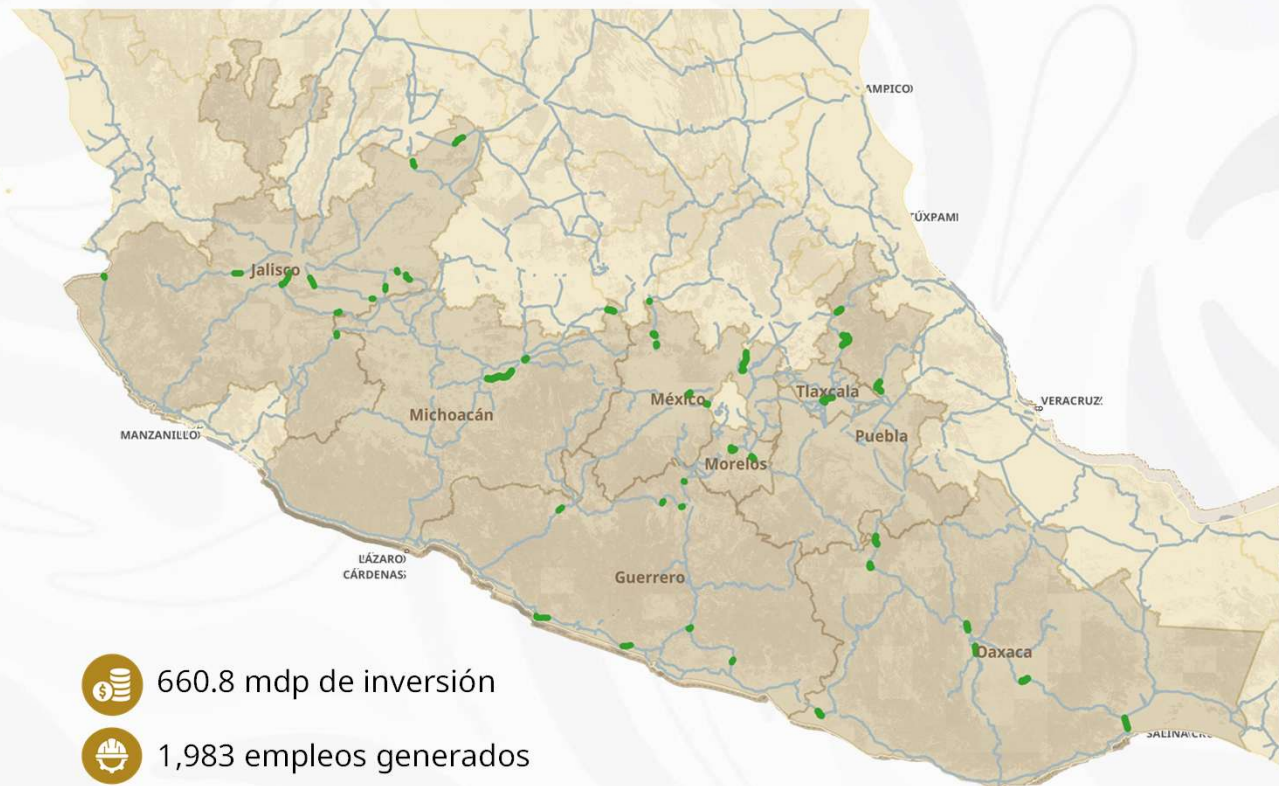 AMPICO
TÚXPAM
Jalisco
VERACRUZ
México
Tlaxcala
Michoacán
Puebla
MANZANILLO
Morelos
LÁZARO
CÁRDENAS
Guerrero
Oaxaca
660.8 mdp de inversión
1,983 empleos generados